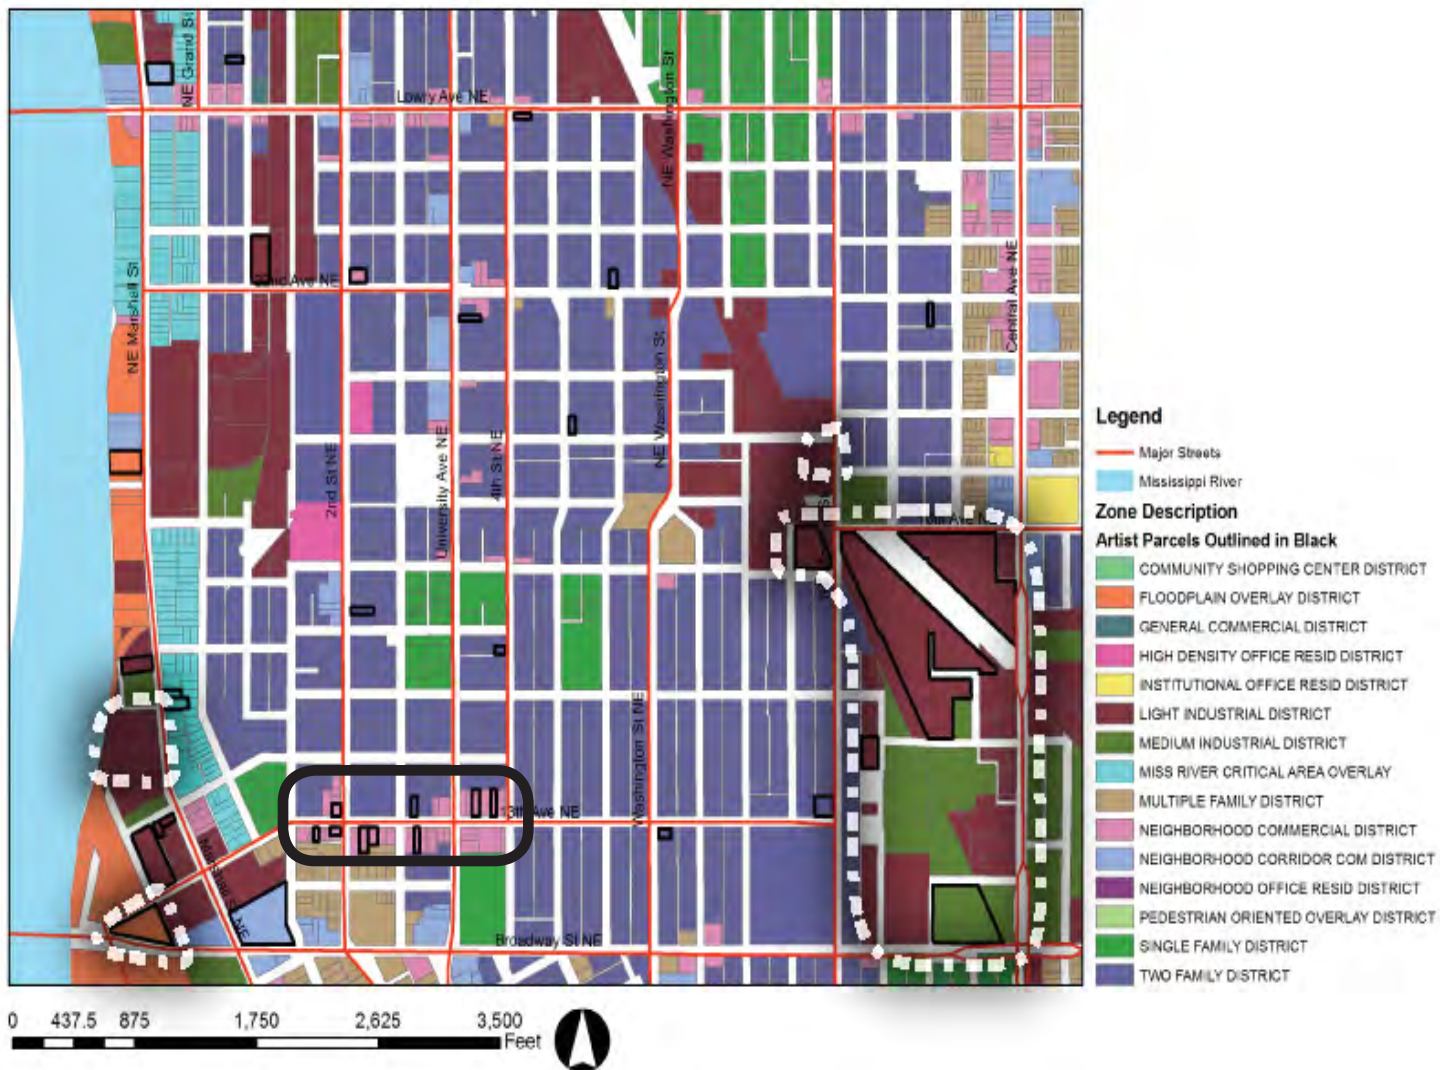 NE Grand St
Lowry Ave NE
NE Washington St
NE Marshall St
22nd Ave NE
Central Ave NE
NE Washington St
2nd St NE
University Ave NE
4th St NE
Washington St NE
13th Ave NE
Broadway St NE
Legend
Major Streets
Mississippi River
Zone Description
Artist Parcels Outlined in Black
COMMUNITY SHOPPING CENTER DISTRICT
FLOODPLAIN OVERLAY DISTRICT
GENERAL COMMERCIAL DISTRICT
HIGH DENSITY OFFICE RESID DISTRICT
INSTITUTIONAL OFFICE RESID DISTRICT
LIGHT INDUSTRIAL DISTRICT
MEDIUM INDUSTRIAL DISTRICT
MISS RIVER CRITICAL AREA OVERLAY
MULTIPLE FAMILY DISTRICT
NEIGHBORHOOD COMMERCIAL DISTRICT
NEIGHBORHOOD CORRIDOR COM DISTRICT
NEIGHBORHOOD OFFICE RESID DISTRICT
PEDESTRIAN ORIENTED OVERLAY DISTRICT
SINGLE FAMILY DISTRICT
TWO FAMILY DISTRICT
0 437.5 875 1,750 2,625 3,500
Feet